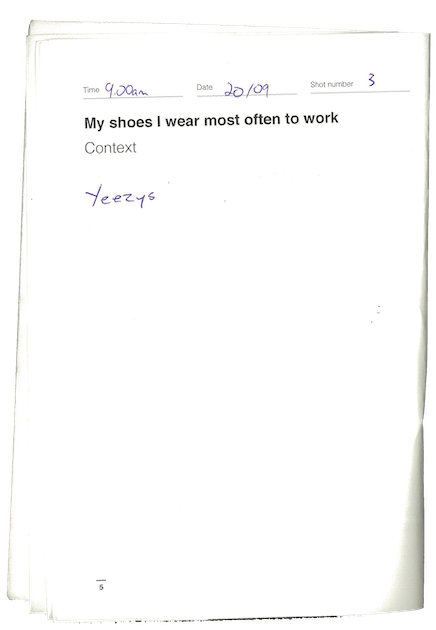 Time 9.00am Date 20/09 Shot number 3
My shoes I wear most often to work
Context
Yeezys
5